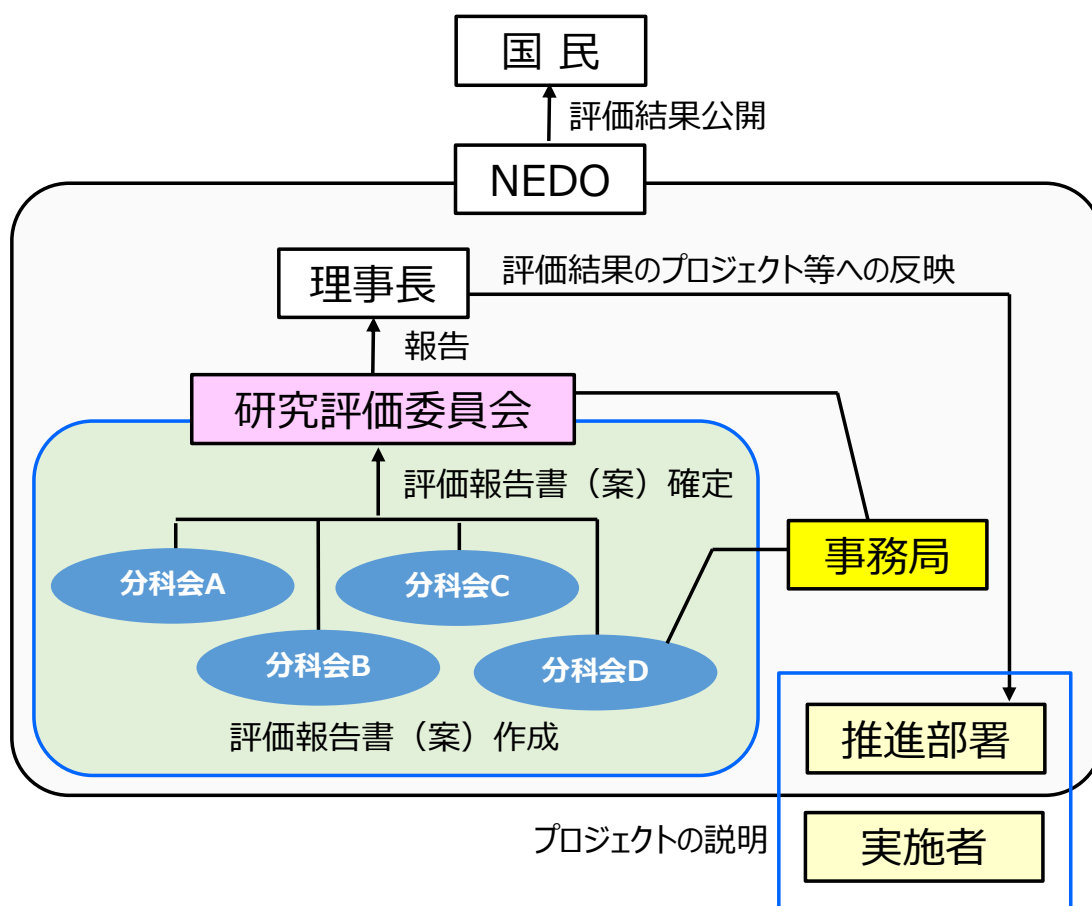 国 民
評価結果公開
NEDO
理事長
評価結果のプロジェクト等への反映
報告
研究評価委員会
評価報告書（案）確定
事務局
分科会A
分科会C
分科会B
分科会D
評価報告書（案）作成
推進部署
プロジェクトの説明
実施者